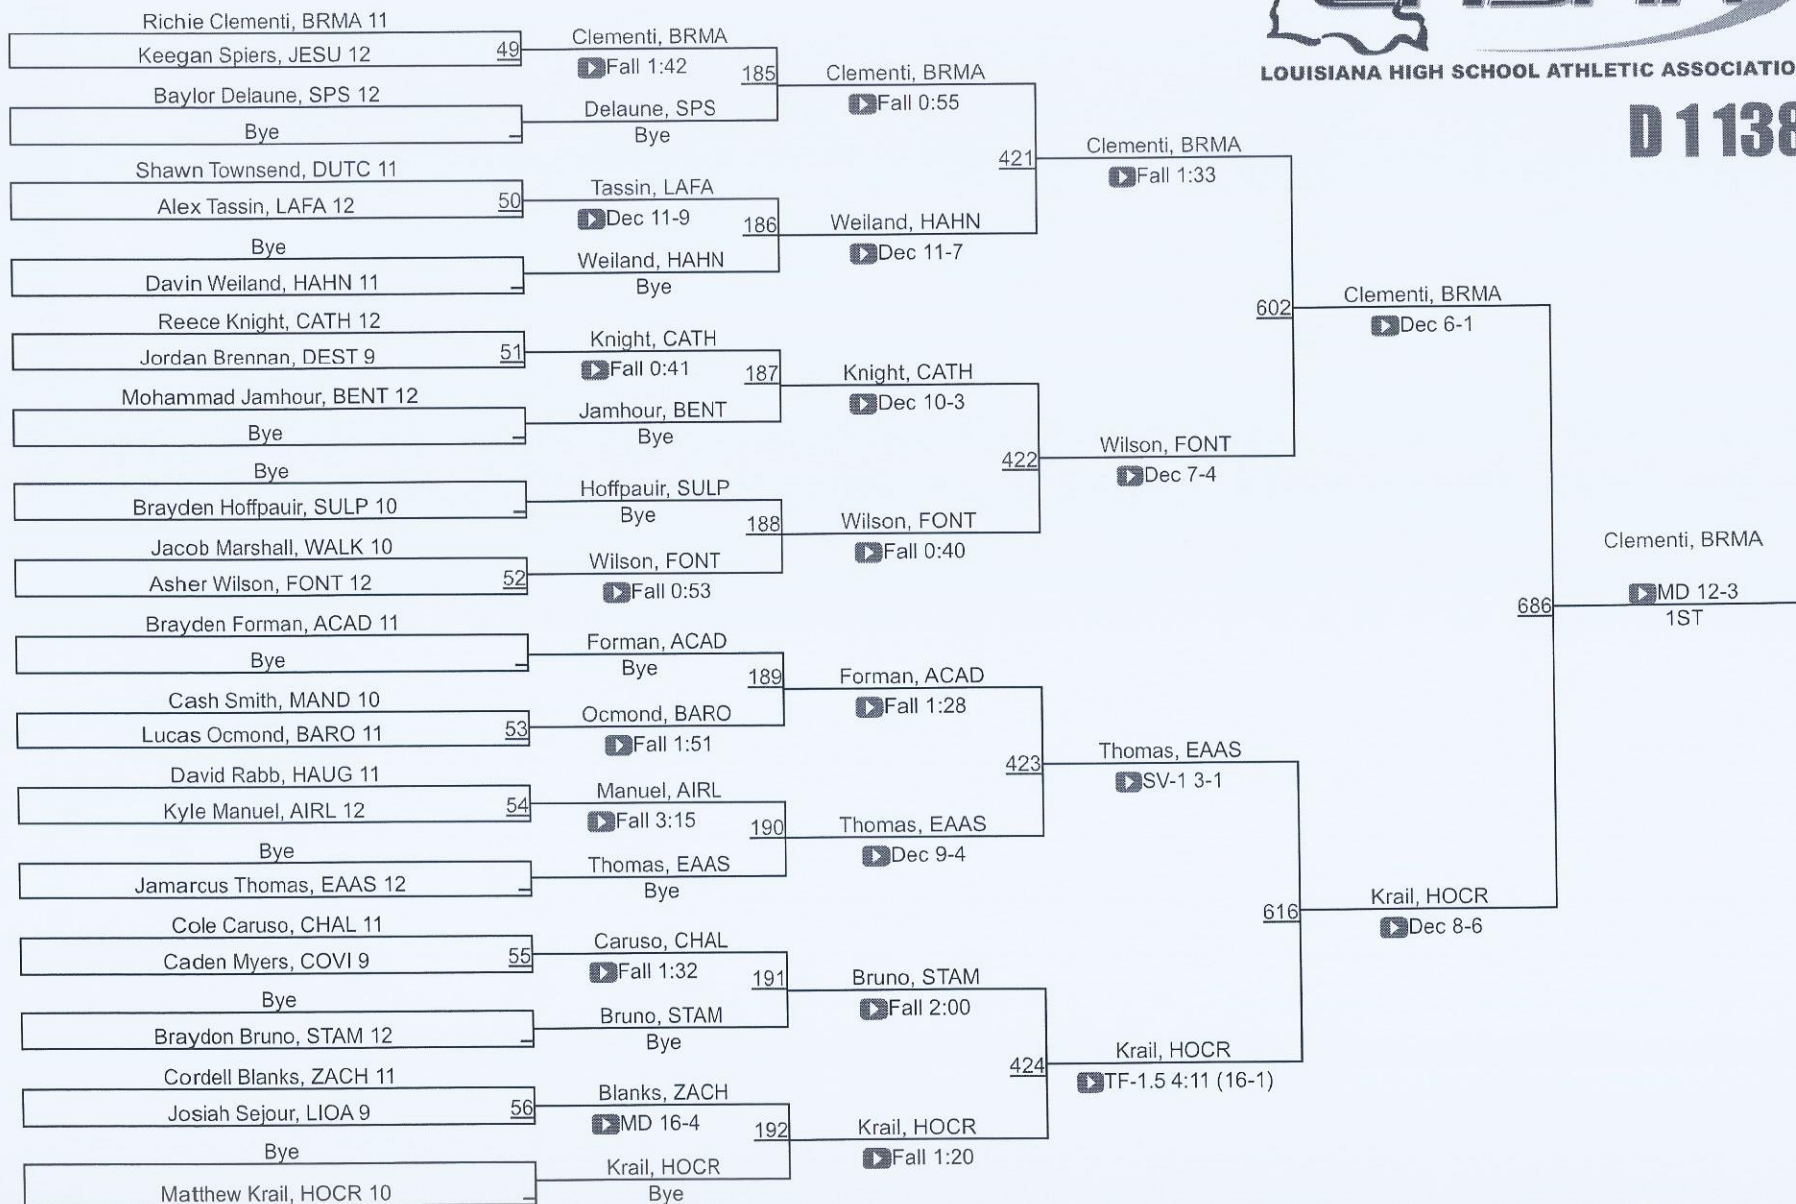 LOUISIANA HIGH SCHOOL ATHLETIC ASSOCIATIO
D 1 138
Richie Clementi, BRMA 11
Keegan Spiers, JESU 12
49
Baylor Delaune, SPS 12
Bye
Shawn Townsend, DUTC 11
Alex Tassin, LAFA 12
50
Bye
Davin Weiland, HAHN 11
Reece Knight, CATH 12
Jordan Brennan, DEST 9
51
Mohammad Jamhour, BENT 12
Bye
Bye
Brayden Hoffpauir, SULP 10
Jacob Marshall, WALK 10
Asher Wilson, FONT 12
52
Brayden Forman, ACAD 11
Bye
Cash Smith, MAND 10
Lucas Ocmond, BARO 11
53
David Rabb, HAUG 11
Kyle Manuel, AIRL 12
54
Bye
Jamarcus Thomas, EAAS 12
Cole Caruso, CHAL 11
Caden Myers, COVI 9
55
Bye
Braydon Bruno, STAM 12
Cordell Blanks, ZACH 11
Josiah Sejour, LIOA 9
56
Bye
Matthew Krail, HOCR 10
Clementi, BRMA
Fall 1:42
185
Delaune, SPS
Bye
Tassin, LAFA
Dec 11-9
186
Weiland, HAHN
Bye
Knight, CATH
Fall 0:41
187
Jamhour, BENT
Bye
Hoffpauir, SULP
Bye
188
Wilson, FONT
Fall 0:53
Forman, ACAD
Bye
189
Ocmond, BARO
Fall 1:51
Manuel, AIRL
Fall 3:15
190
Thomas, EAAS
Bye
Caruso, CHAL
Fall 1:32
191
Bruno, STAM
Bye
Blanks, ZACH
MD 16-4
192
Krail, HOCR
Bye
Clementi, BRMA
Fall 0:55
421
Weiland, HAHN
Dec 11-7
Knight, CATH
Dec 10-3
422
Wilson, FONT
Fall 0:40
Forman, ACAD
Fall 1:28
423
Thomas, EAAS
Dec 9-4
Bruno, STAM
Fall 2:00
424
Krail, HOCR
Fall 1:20
Clementi, BRMA
Fall 1:33
602
Wilson, FONT
Dec 7-4
Thomas, EAAS
SV-1 3-1
616
Krail, HOCR
TF-1.5 4:11 (16-1)
Clementi, BRMA
Dec 6-1
686
Krail, HOCR
Dec 8-6
Clementi, BRMA
MD 12-3
1ST